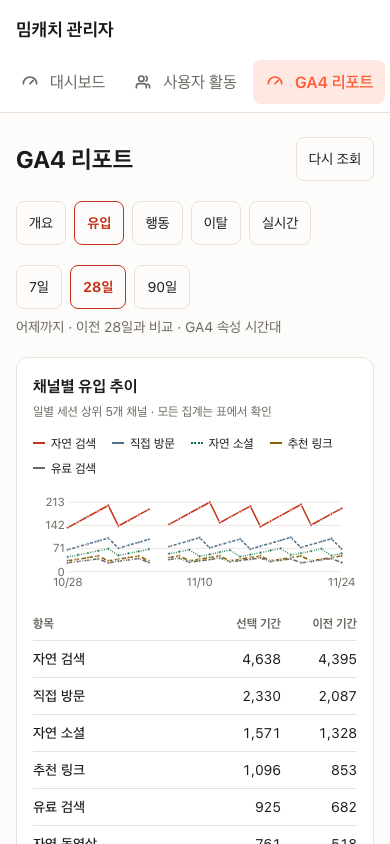 밈캐치 관리자
대시보드 사용자 활동 GA4 리포트
GA4 리포트 다시 조회
개요 유입 행동 이탈 실시간
7일 28일 90일
어제까지 · 이전 28일과 비교 · GA4 속성 시간대
채널별 유입 추이
일별 세션 상위 5개 채널 · 모든 집계는 표에서 확인
자연 검색 직접 방문 자연 소셜 추천 링크
유료 검색
213
142
71
0
10/28 11/10 11/24
항목 선택 기간 이전 기간
자연 검색 4,638 4,395
직접 방문 2,330 2,087
자연 소셜 1,571 1,328
추천 링크 1,096 853
유료 검색 925 682
자연 동영상 761 518